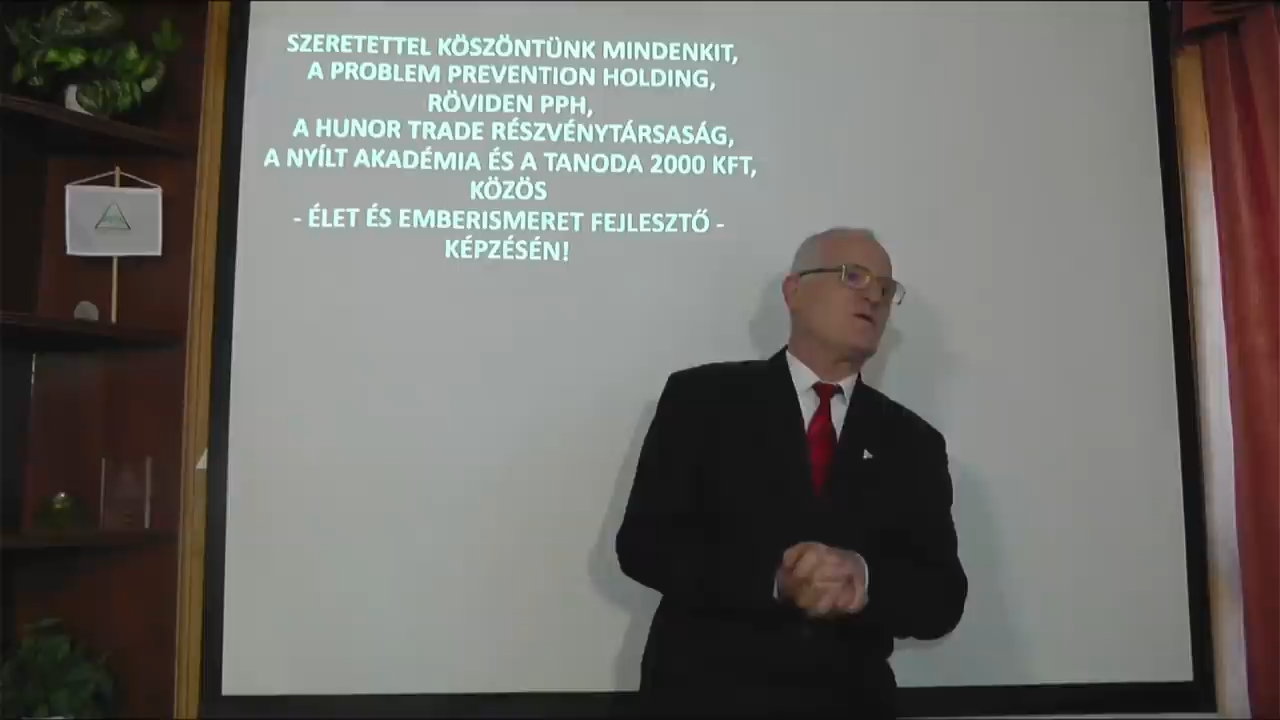 SZERETETTEL KÖSZÖNTÜNK MINDENKIT,
A PROBLEM PREVENTION HOLDING,
RÖVIDEN PPH,
A HUNOR TRADE RÉSZVÉNYTÁRSASÁG,
A NYÍLT AKADÉMIA ÉS A TANODA 2000 KFT,
KÖZÖS
- ÉLET ÉS EMBERISMERET FEJLESZTŐ -
KÉPZÉSÉN!